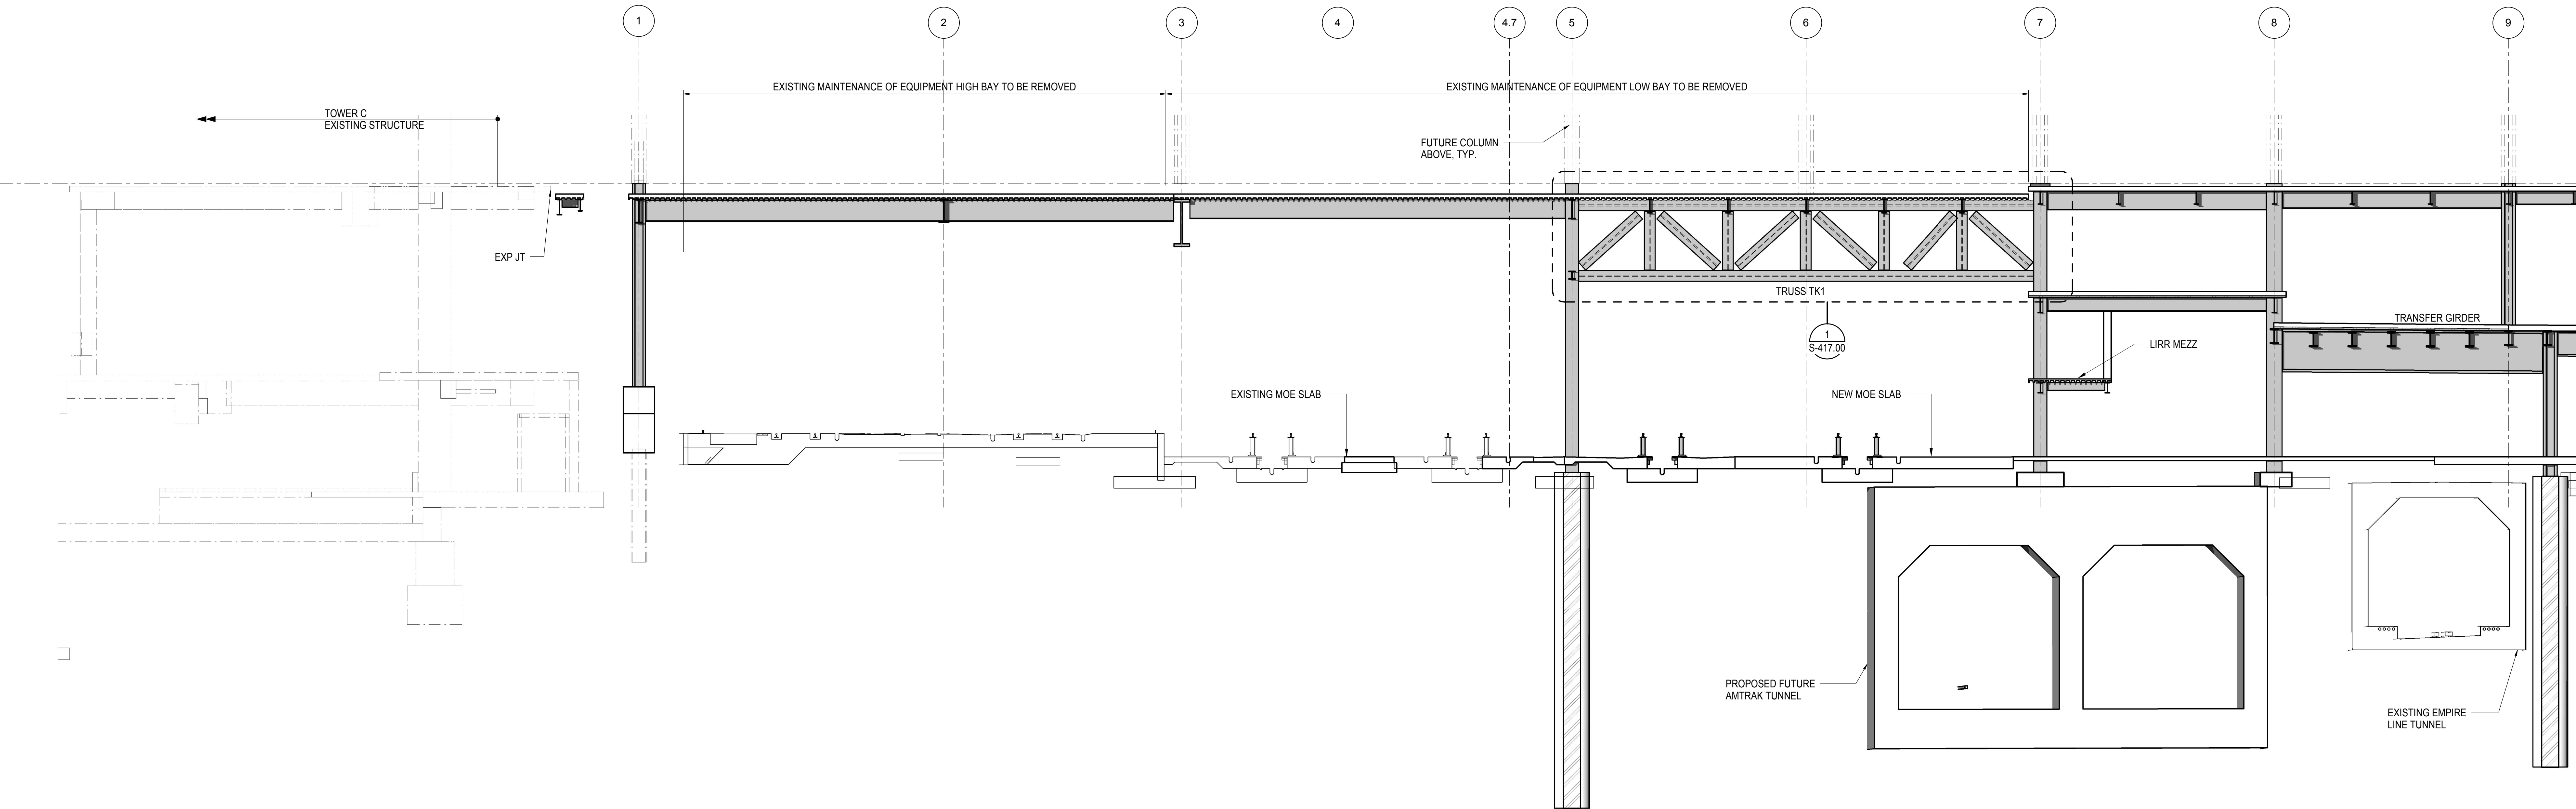 1
2
3
4
4.7
5
6
7
8
9
EXISTING MAINTENANCE OF EQUIPMENT HIGH BAY TO BE REMOVED
EXISTING MAINTENANCE OF EQUIPMENT LOW BAY TO BE REMOVED
TOWER C
EXISTING STRUCTURE
FUTURE COLUMN
ABOVE, TYP.
EXP JT
TRUSS TK1
1
S-417.00
TRANSFER GIRDER
LIRR MEZZ
EXISTING MOE SLAB
NEW MOE SLAB
PROPOSED FUTURE
AMTRAK TUNNEL
EXISTING EMPIRE
LINE TUNNEL